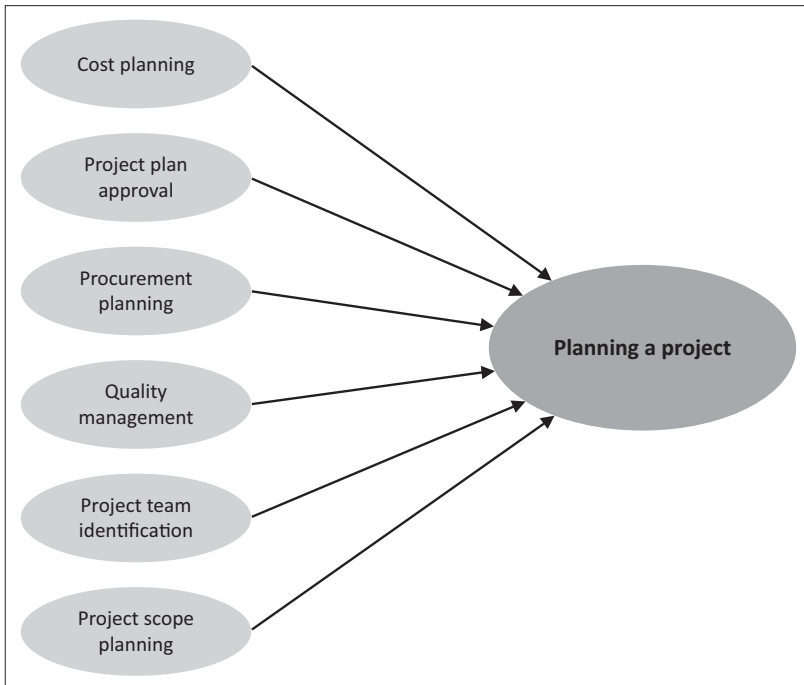 Cost planning
Project plan
approval
Procurement
planning
Planning a project
Quality
management
Project team
identification
Project scope
planning